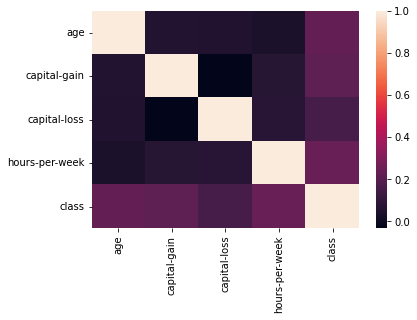 age
capital-gain
capital-loss
hours-per-week
class
age
capital-gain
capital-loss
hours-per-week
class
1.0
0.8
0.6
0.4
0.2
0.0